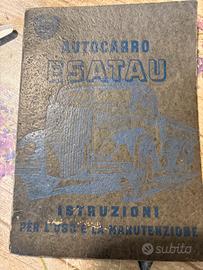 AUTOCARRO
ESATAU
ISTRUZIONI
PER L'USO E LA MANUTENZIONE
subito